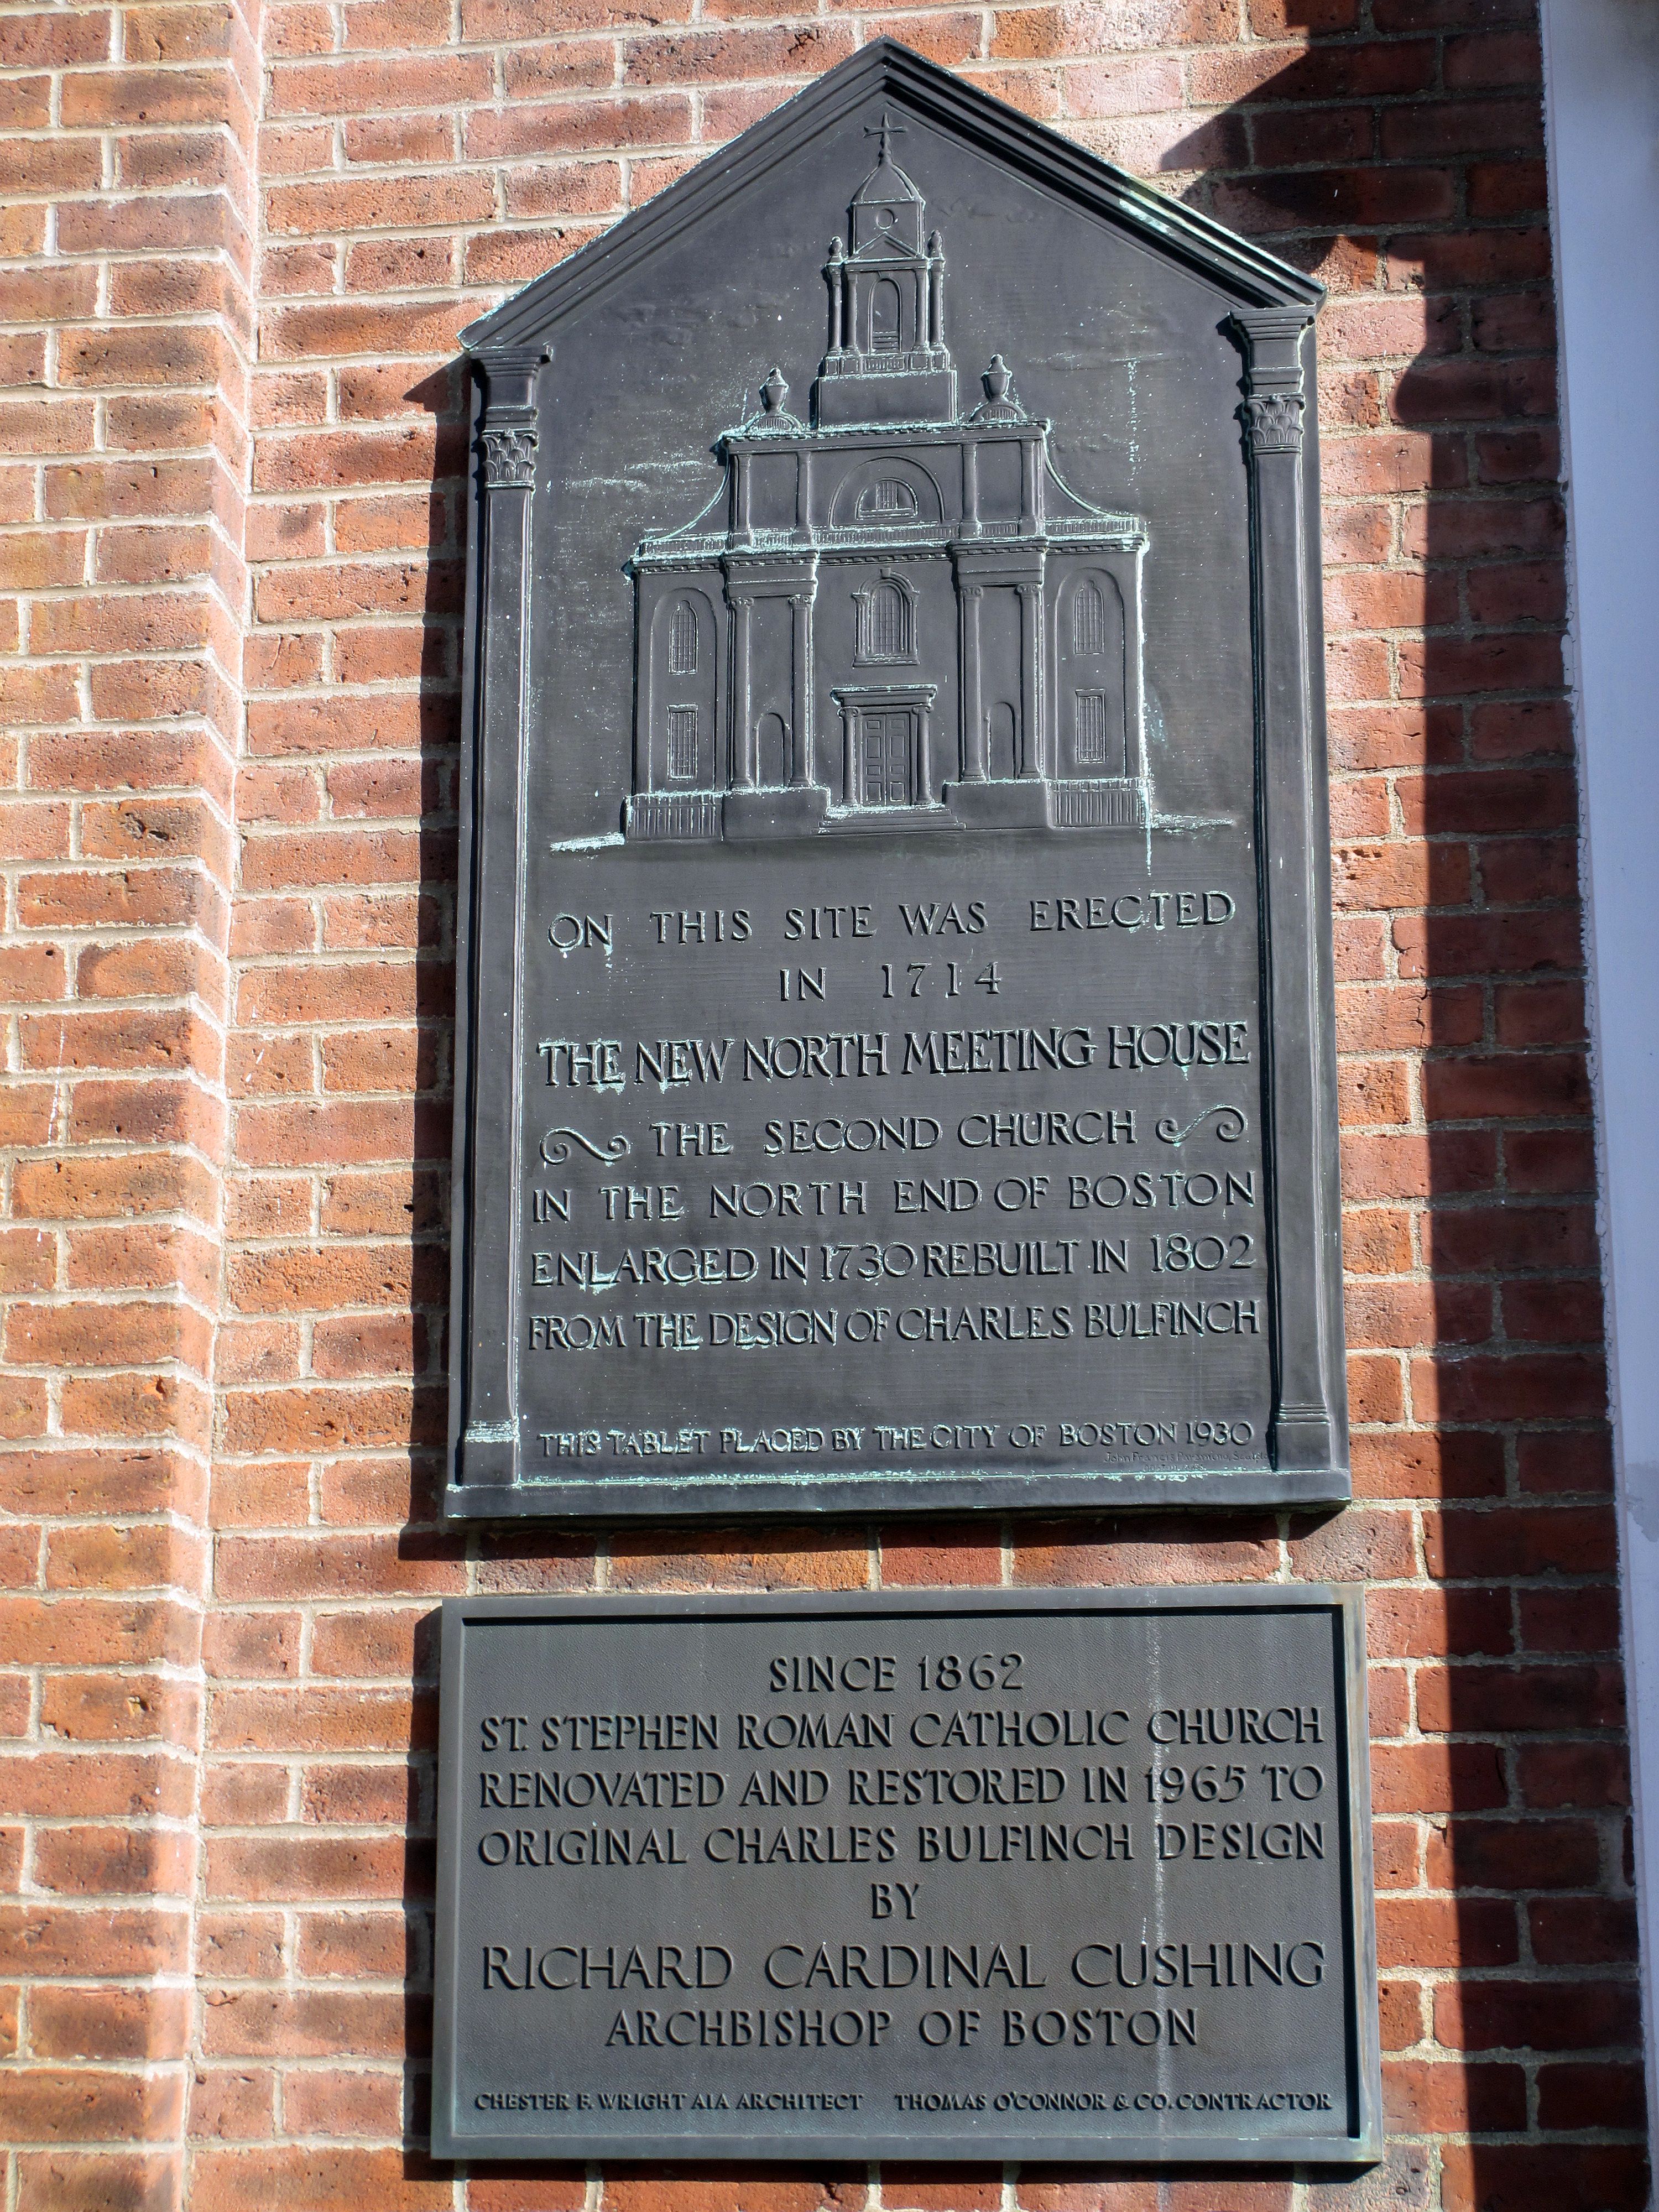 ON THIS SITE WAS ERECTED
IN 1714
THE NEW NORTH MEETING HOUSE
THE SECOND CHURCH
IN THE NORTH END OF BOSTON
ENLARGED IN 1730 REBUILT IN 1802
FROM THE DESIGN OF CHARLES BULFINCH
THIS TABLET PLACED BY THE CITY OF BOSTON 1930
John Francis
SINCE 1862
ST. STEPHEN ROMAN CATHOLIC CHURCH
RENOVATED AND RESTORED IN 1965 TO
ORIGINAL CHARLES BULFINCH DESIGN
BY
RICHARD CARDINAL CUSHING
ARCHBISHOP OF BOSTON
CHESTER F. WRIGHT AIA ARCHITECT THOMAS O'CONNOR & CO. CONTRACTOR